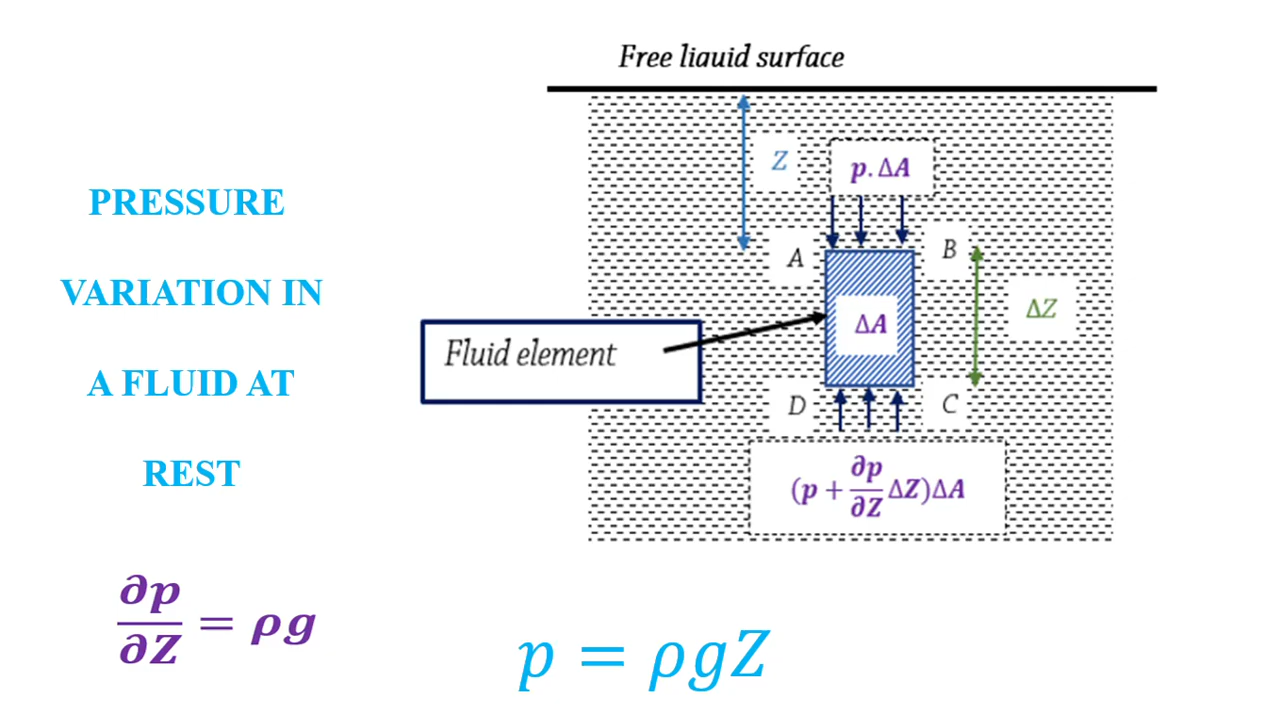 PRESSURE
VARIATION IN
A FLUID AT
REST
∂p/∂Z = ρg
p = ρgZ
Free liauid surface
Z
p. ΔA
A
B
ΔA
ΔZ
Fluid element
D
C
(p + ∂p/∂Z ΔZ)ΔA